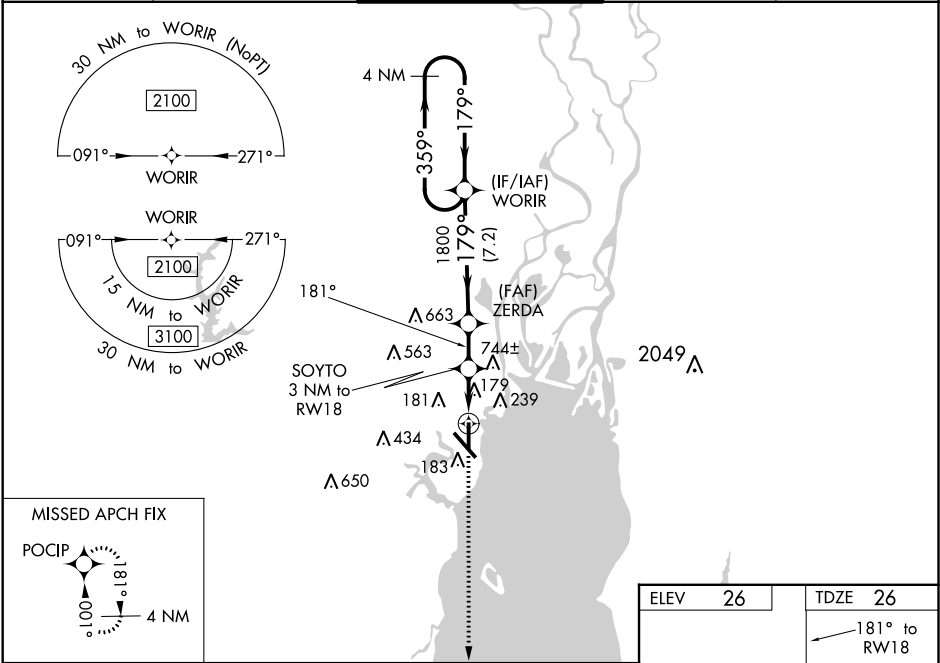 30 NM to WORIR (NoPT)
2100
091°
271°
WORIR
WORIR
091°
271°
2100
15 NM to WORIR
3100
30 NM to WORIR
4 NM
359°
179°
(IF/IAF)
WORIR
1800
179°
(7.2)
181°
(FAF)
ZERDA
663
563
744±
2049
SOYTO
3 NM to
RW18
179
181
239
434
183
650
MISSED APCH FIX
POCIP
181°
001°
4 NM
ELEV 26
TDZE 26
181° to
RW18